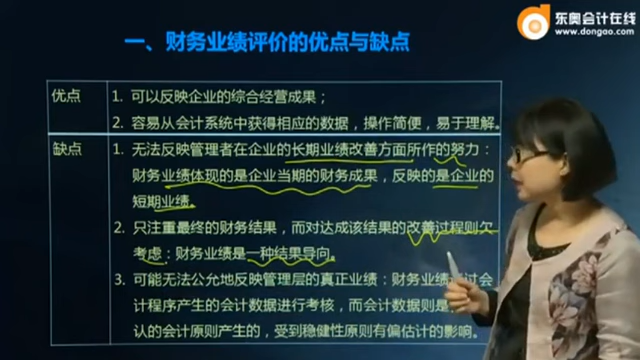 东奥会计在线
www.dongao.com
一、财务业绩评价的优点与缺点
优点
1. 可以反映企业的综合经营成果；
2. 容易从会计系统中获得相应的数据，操作简便，易于理解。
缺点
1. 无法反映管理者在企业的长期业绩改善方面所作的努力：
财务业绩体现的是企业当期的财务成果，反映的是企业的
短期业绩。
2. 只注重最终的财务结果，而对达成该结果的改善过程则欠
考虑：财务业绩是一种结果导向。
3. 可能无法公允地反映管理层的真正业绩：财务业绩 过会
计程序产生的会计数据进行考核，而会计数据则是
认的会计原则产生的，受到稳健性原则有偏估计的影响。